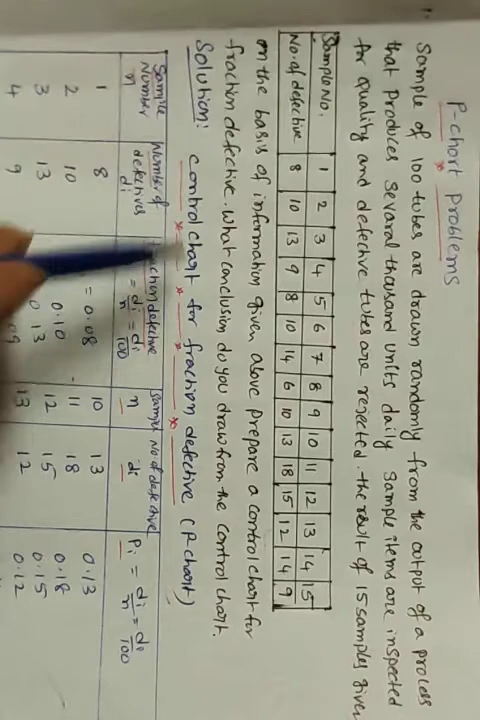 P-chart Problems
Sample of 100 tubes are drawn randomly from the output of a process
that produces several thousand units daily sample items are inspected
for quality and defective tubes are rejected. the result of 15 samples given
Sample No. 1 2 3 4 5 6 7 8 9 10 11 12 13 14 15
No. of defective 8 10 13 9 8 10 14 6 10 13 18 15 12 14 9
on the basis of information given above prepare a control chart for
fraction defective. what conclusion do you draw from the control chart.
Solution: control chart for fraction defective (P-chart)
Sample Number n Number of defectives di fraction defective = di/n = di/100 Sample n No of defective di Pi = di/n = di/100
1 8 = 0.08 10 13 0.13
2 10 0.10 11 18 0.18
3 13 0.13 12 15 0.15
4 9 .09 13 12 0.12